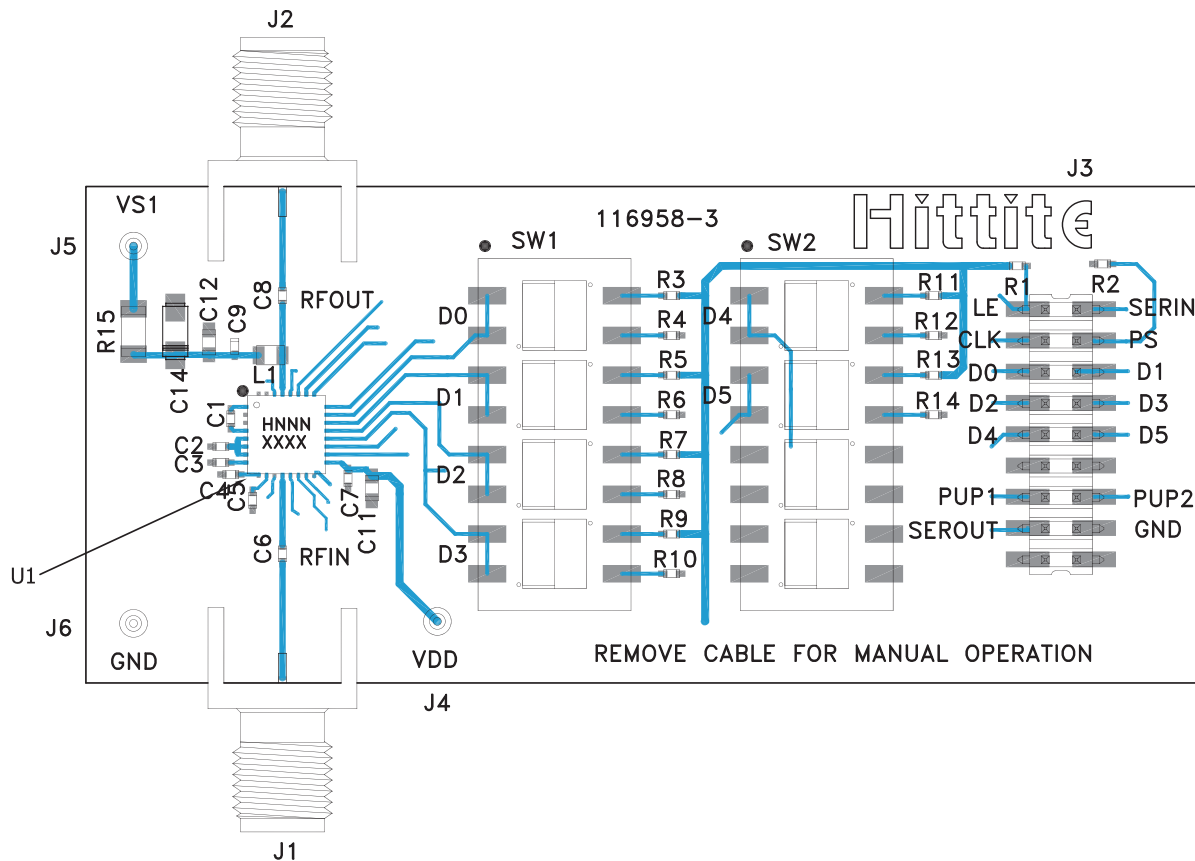 J2
J3
VS1
116958-3
Hittite
J5
SW1
SW2
R15
C14
C12
C9
C8
RFOUT
D0
R3
D4
R11
R1
R2
LE
SERIN
R4
R12
CLK
PS
L1
R5
R13
D0
D1
C1
D1
D5
R6
R14
D2
D3
HNNN
XXXX
D4
D5
C2
C3
R7
C4
C5
C7
C11
D2
R8
PUP1
PUP2
C6
RFIN
D3
R9
SEROUT
GND
R10
U1
J6
GND
VDD
REMOVE CABLE FOR MANUAL OPERATION
J4
J1